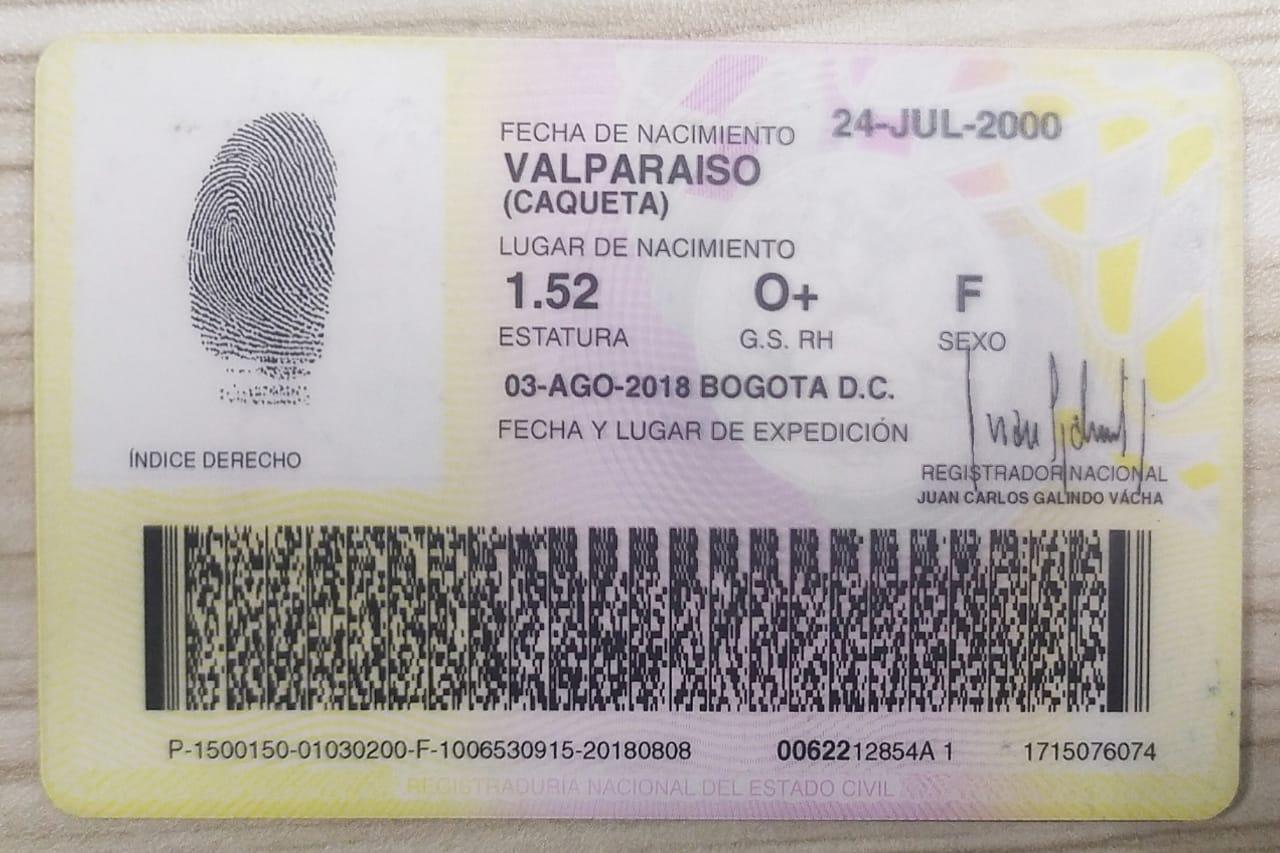 FECHA DE NACIMIENTO 24-JUL-2000
VALPARAISO
(CAQUETA)
LUGAR DE NACIMIENTO
1.52 O+ F
ESTATURA G.S. RH SEXO
03-AGO-2018 BOGOTA D.C.
FECHA Y LUGAR DE EXPEDICIÓN
ÍNDICE DERECHO
REGISTRADOR NACIONAL
JUAN CARLOS GALINDO VÁCHA
P-1500150-01030200-F-1006530915-20180808 0062212854A 1 1715076074
REGISTRADURIA NACIONAL DEL ESTADO CIVIL